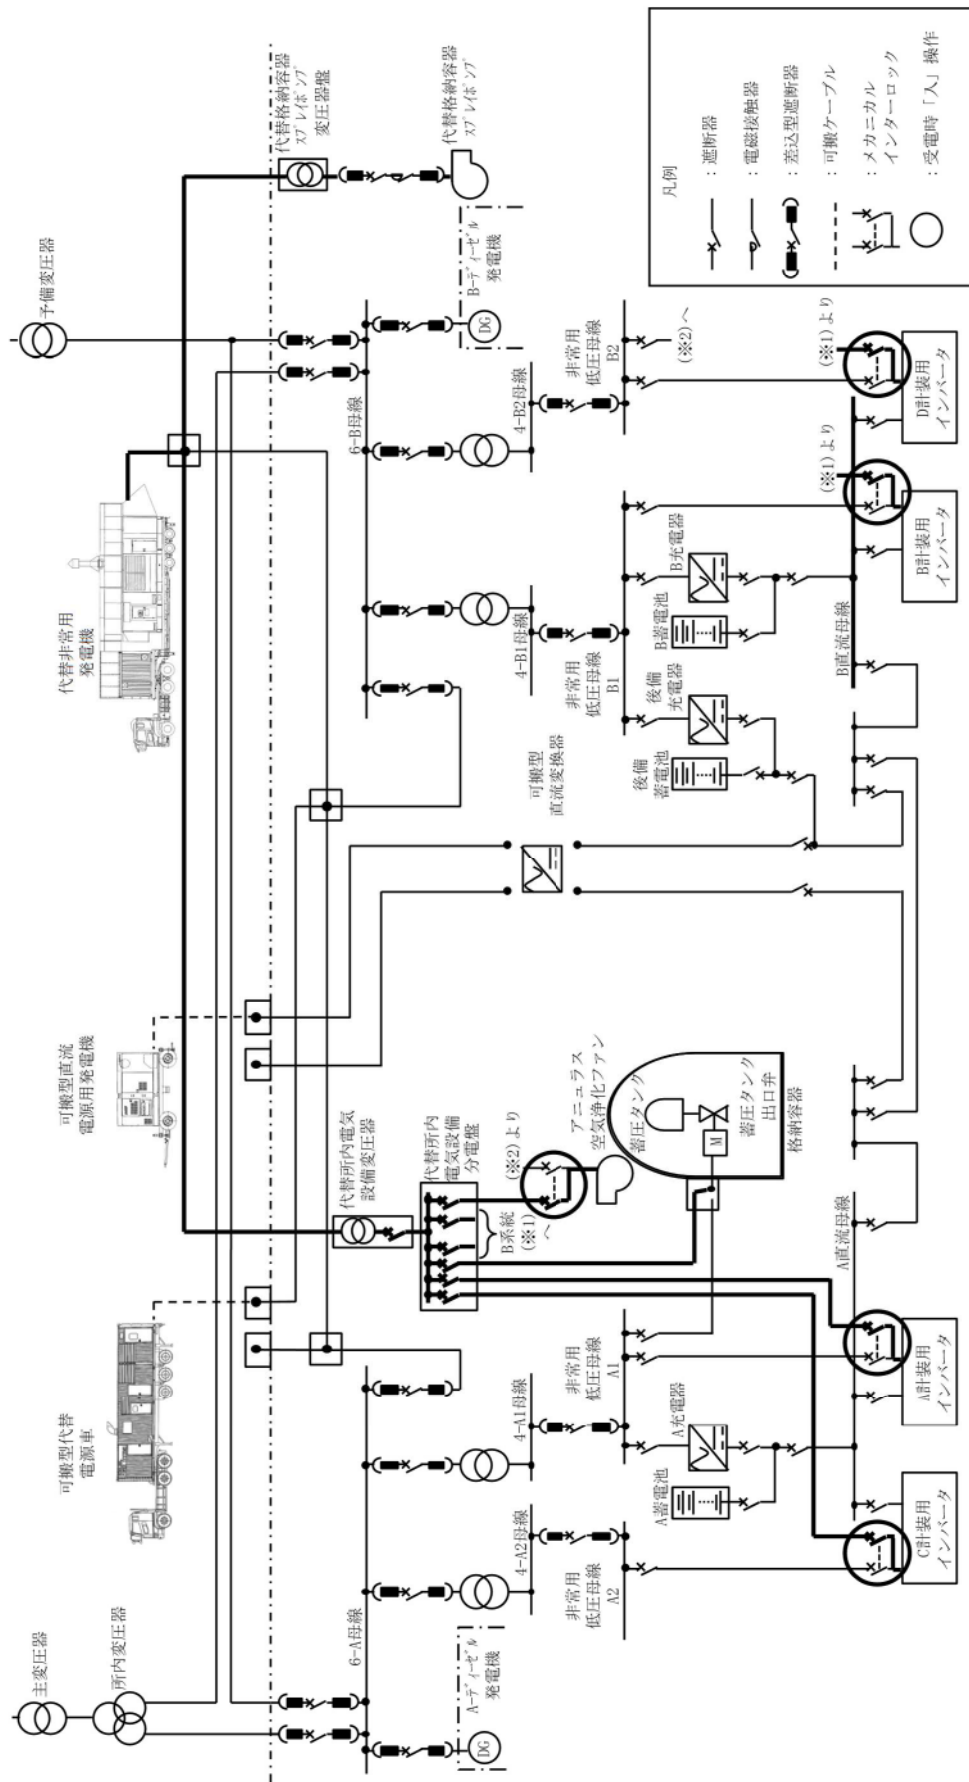 主変圧器
所内変圧器
予備変圧器
可搬型代替
電源車
可搬型直流
電源用発電機
代替非常用
発電機
代替所内電気
設備変圧器
代替格納容器
ｽﾌﾟﾚｲﾎﾟﾝﾌﾟ
変圧器盤
代替格納容器
ｽﾌﾟﾚｲﾎﾟﾝﾌﾟ
代替所内
電気設備
分電盤
B系統
(※1)
へ
(※2)より
アニュラス
空気浄化ファン
蓄圧タンク
M
蓄圧タンク
出口弁
格納容器
可搬型
直流変換器
6-A母線
6-B母線
DG
A-ﾃﾞｨｰｾﾞﾙ
発電機
DG
B-ﾃﾞｨｰｾﾞﾙ
発電機
4-A2母線
4-A1母線
4-B1母線
4-B2母線
非常用
低圧母線
A2
非常用
低圧母線
A1
非常用
低圧母線
B1
非常用
低圧母線
B2
(※2)へ
A蓄電池
A充電器
後備
蓄電池
後備
充電器
B蓄電池
B充電器
A直流母線
B直流母線
(※1)より
(※1)より
C計装用
インバータ
A計装用
インバータ
B計装用
インバータ
D計装用
インバータ
凡例
：遮断器
：電磁接触器
：差込型遮断器
：可搬ケーブル
：メカニカル
インターロック
：受電時「入」操作